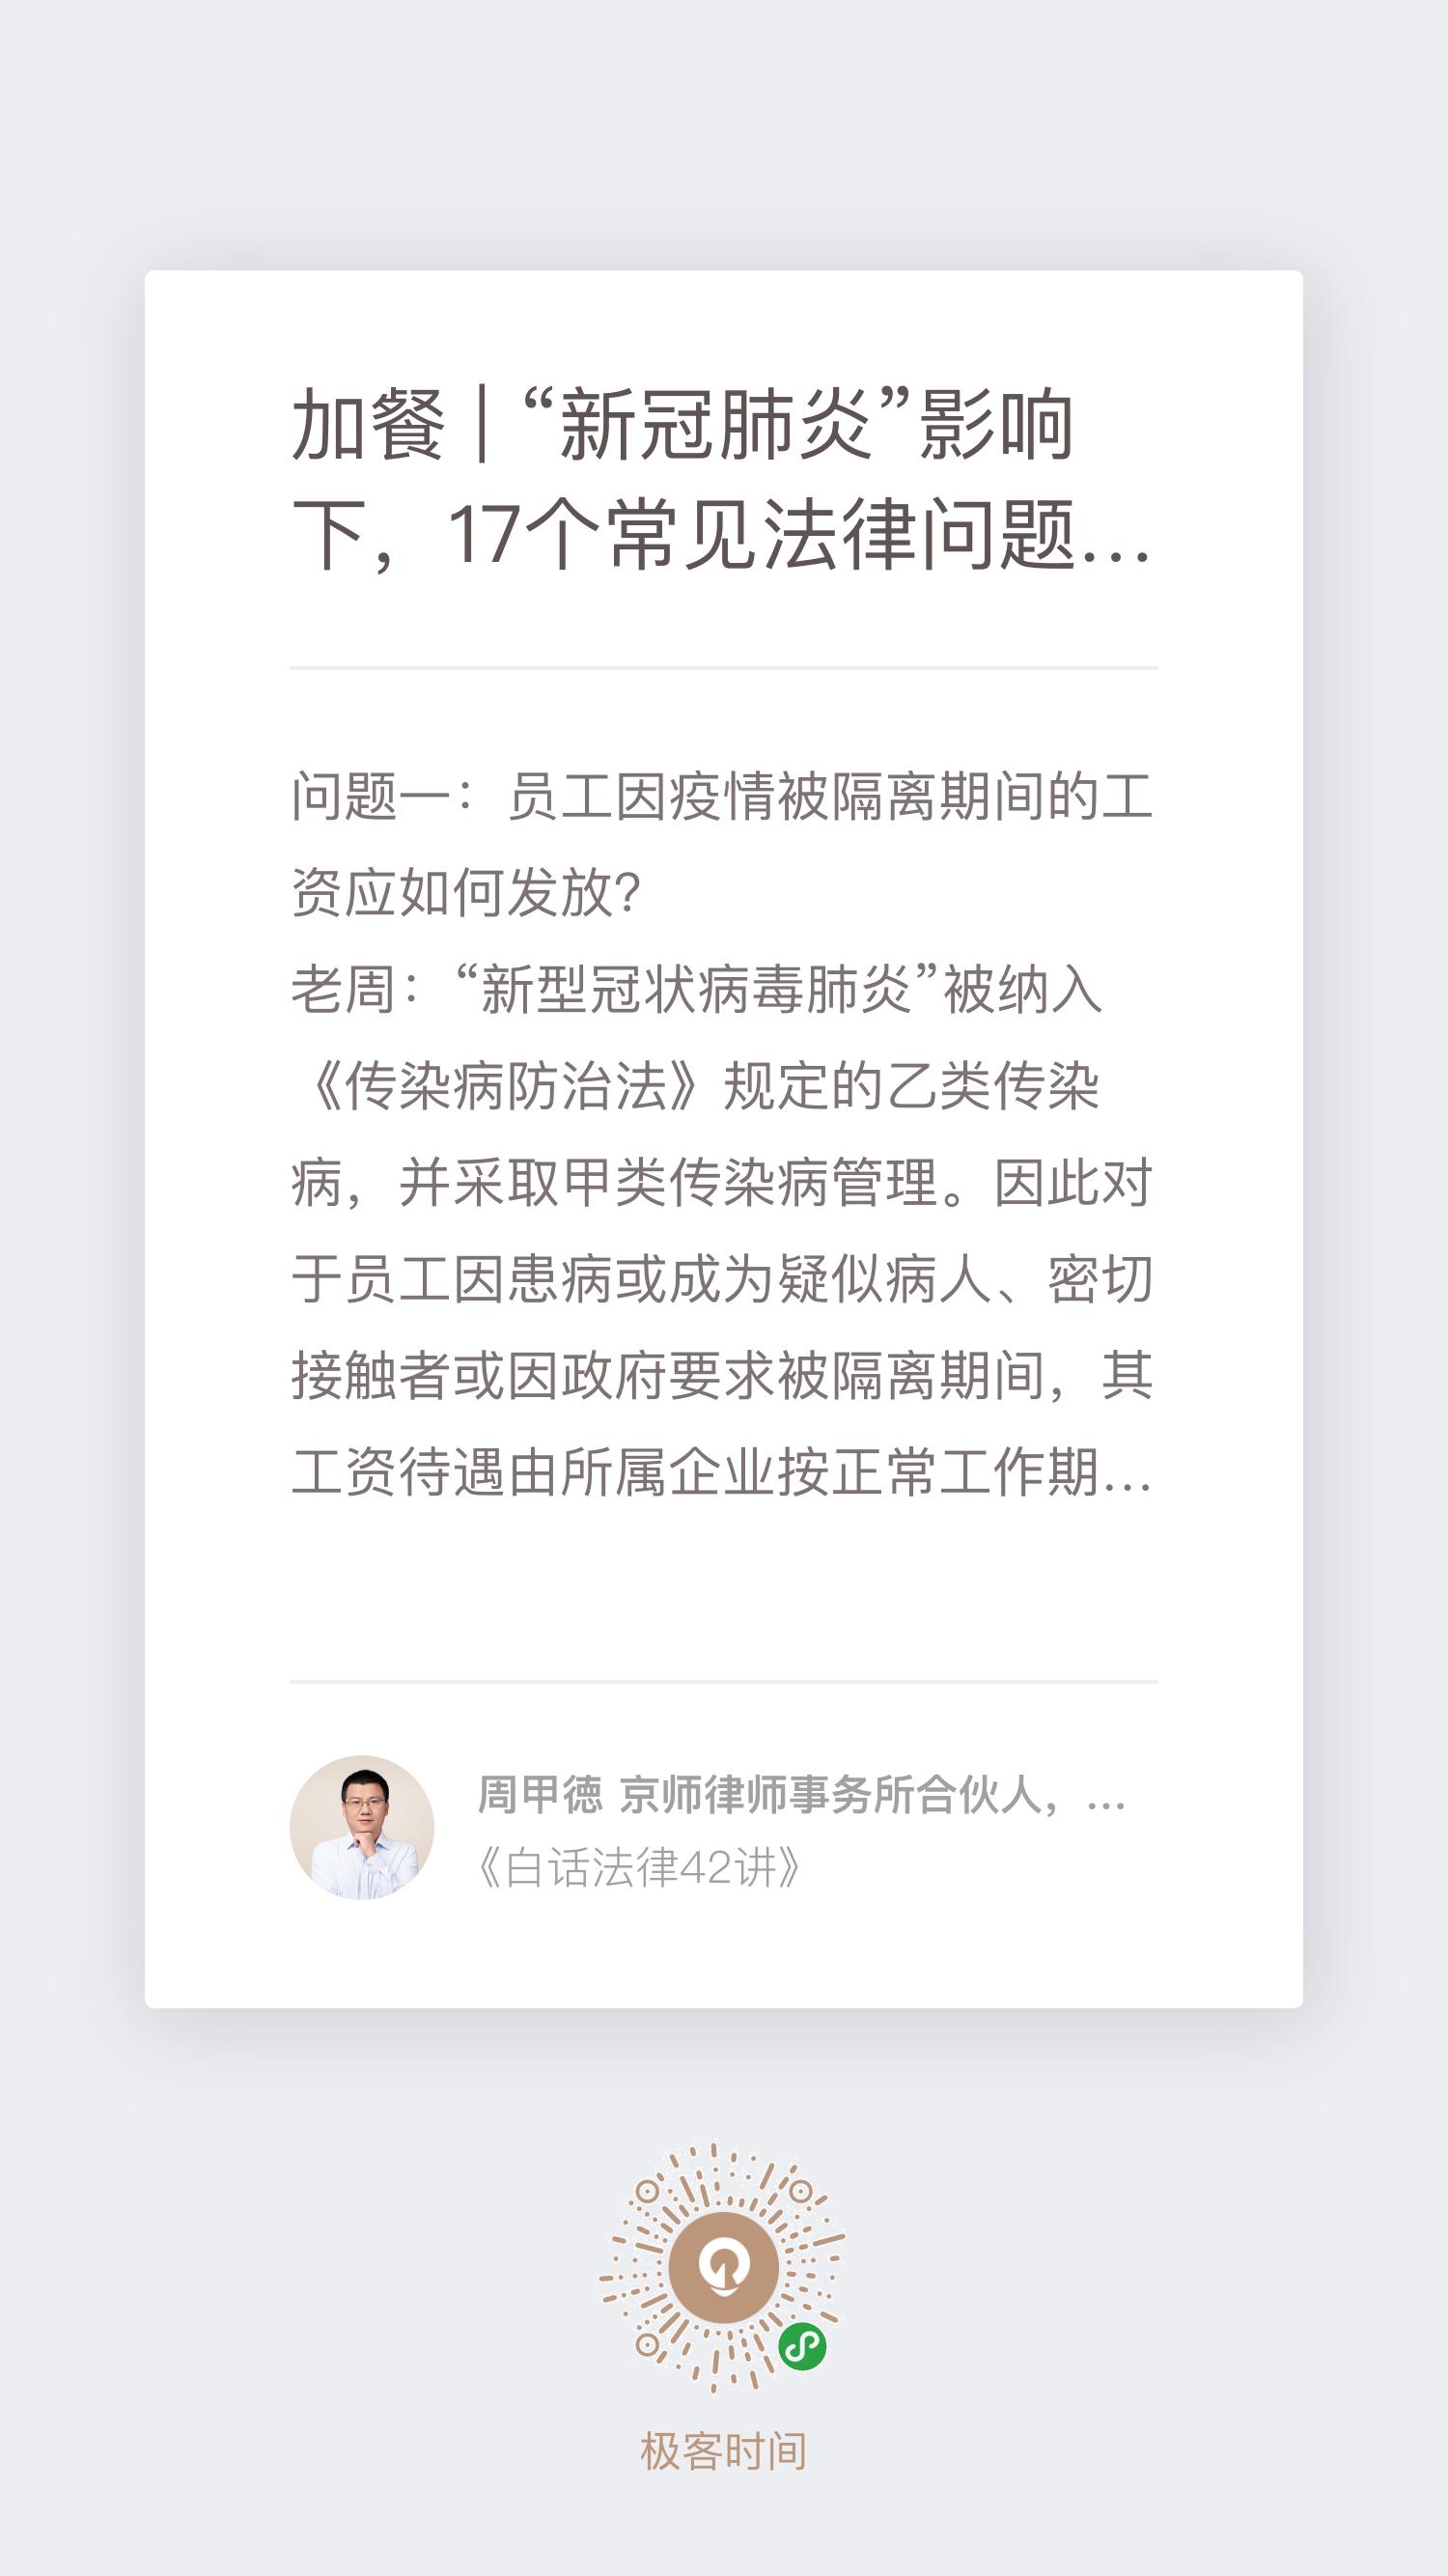 加餐 | “新冠肺炎”影响
下，17个常见法律问题...
问题一：员工因疫情被隔离期间的工
资应如何发放？
老周：“新型冠状病毒肺炎”被纳入
《传染病防治法》规定的乙类传染
病，并采取甲类传染病管理。因此对
于员工因患病或成为疑似病人、密切
接触者或因政府要求被隔离期间，其
工资待遇由所属企业按正常工作期...
周甲徳 京师律师事务所合伙人，...
《白话法律42讲》
极客时间